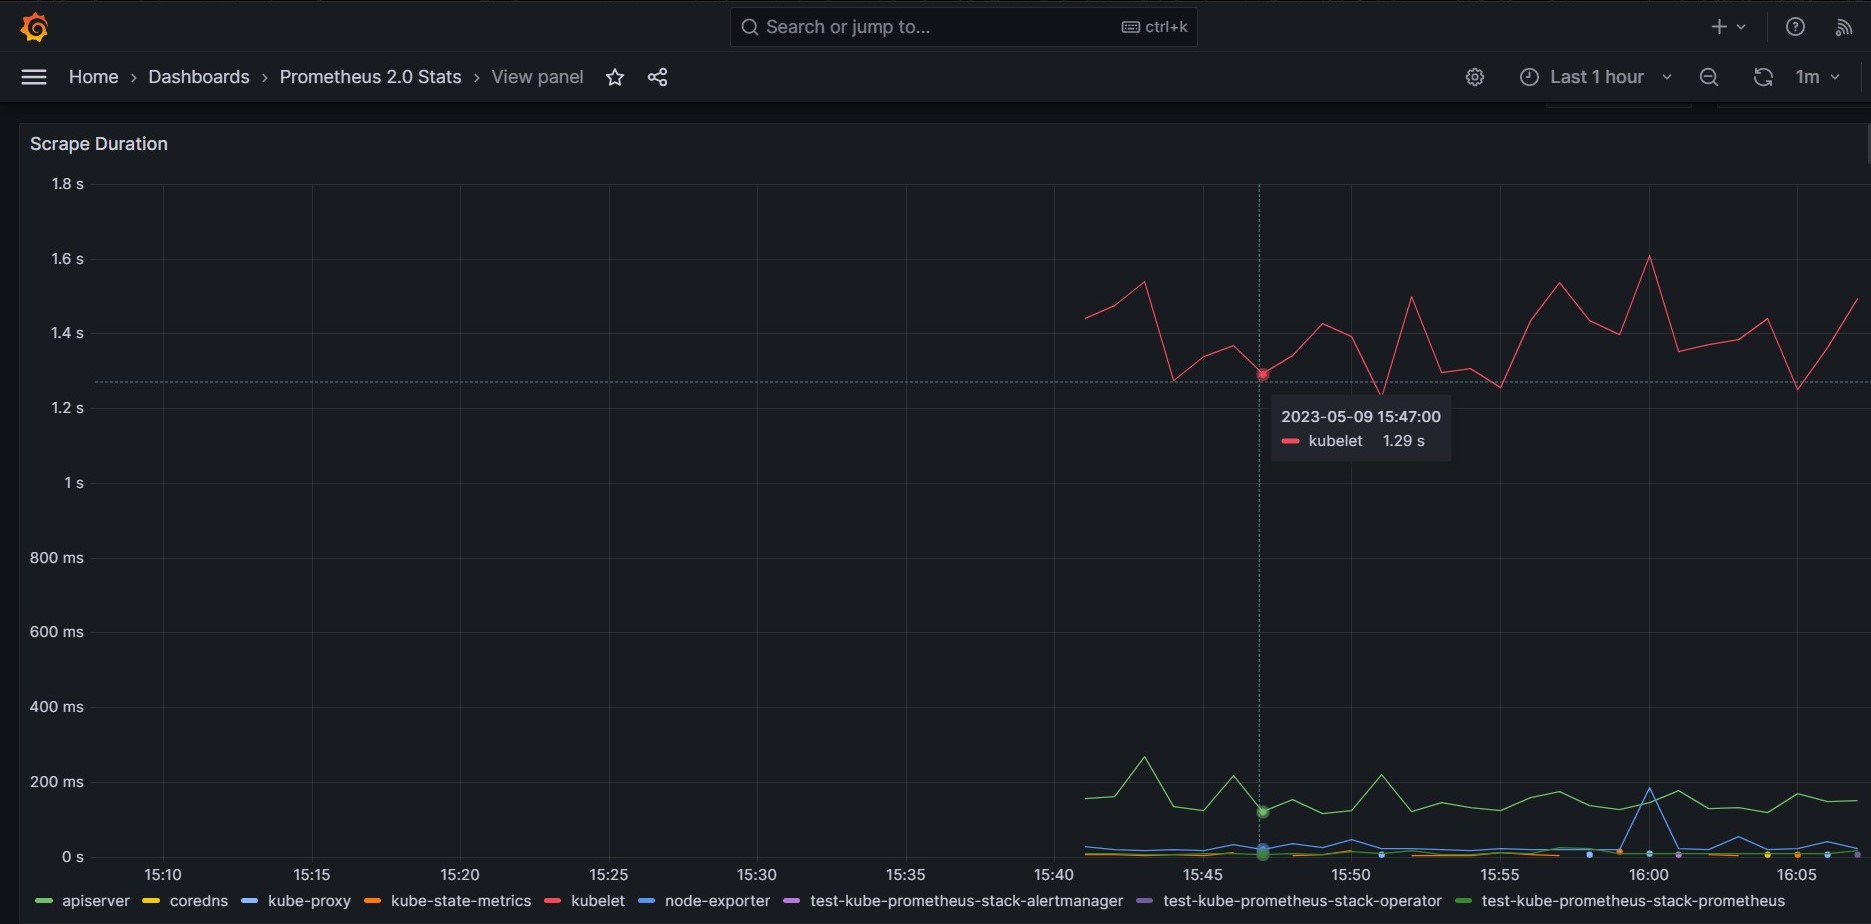 Search or jump to... ctrl+k
Home > Dashboards > Prometheus 2.0 Stats > View panel Last 1 hour 1m
Scrape Duration
1.8 s
1.6 s
1.4 s
1.2 s
1 s
800 ms
600 ms
400 ms
200 ms
0 s
2023-05-09 15:47:00
kubelet 1.29 s
15:10 15:15 15:20 15:25 15:30 15:35 15:40 15:45 15:50 15:55 16:00 16:05
apiserver coredns kube-proxy kube-state-metrics kubelet node-exporter test-kube-prometheus-stack-alertmanager test-kube-prometheus-stack-operator test-kube-prometheus-stack-prometheus